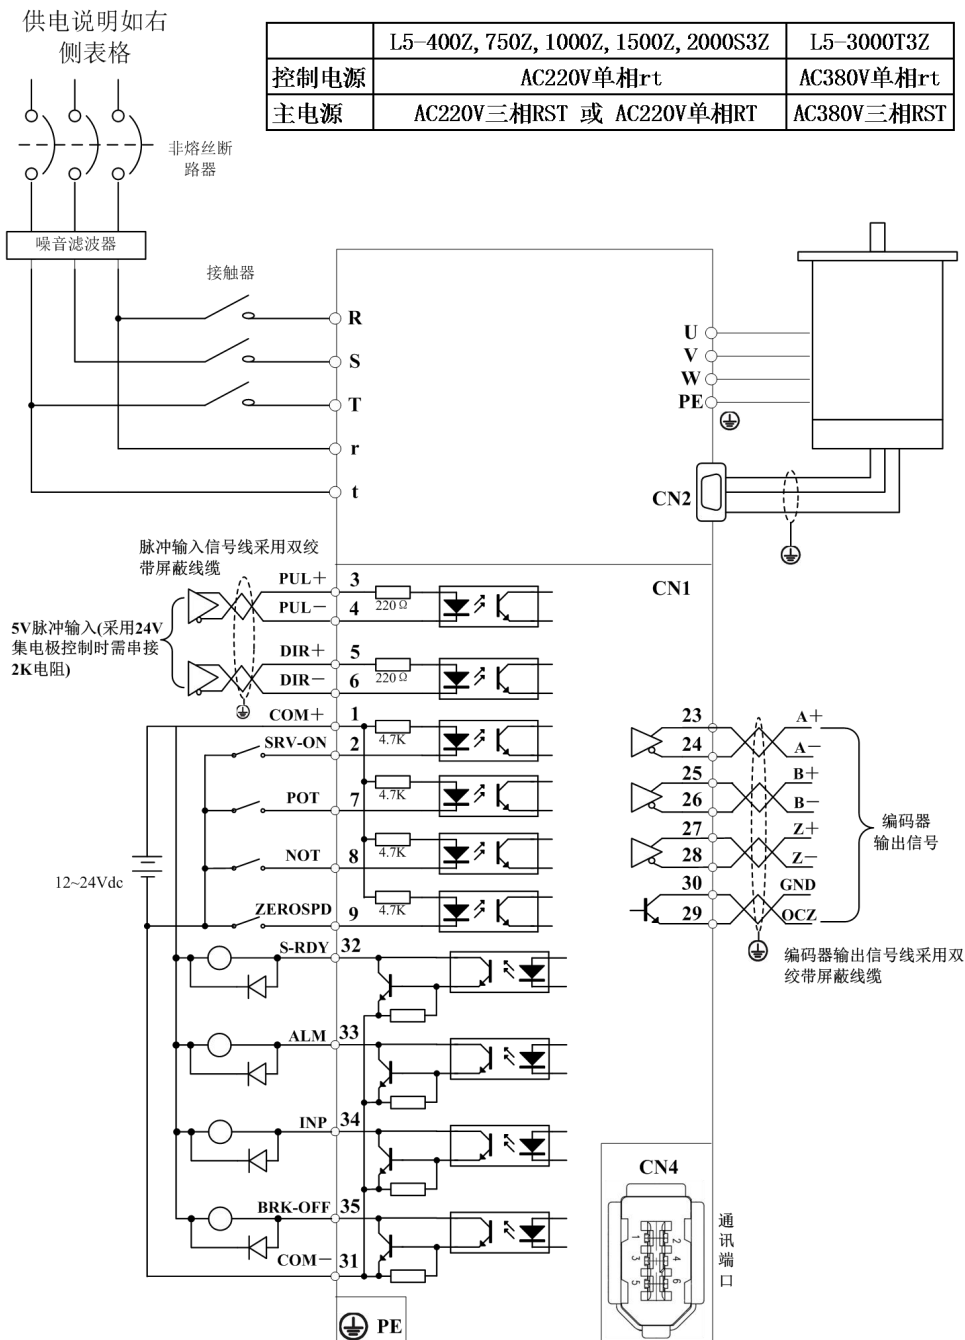 供电说明如右
侧表格
L5-400Z, 750Z, 1000Z, 1500Z, 2000S3Z L5-3000T3Z
控制电源 AC220V单相rt AC380V单相rt
主电源 AC220V三相RST 或 AC220V单相RT AC380V三相RST
非熔丝断
路器
噪音滤波器
接触器
R
S
T
r
t
U
V
W
PE
CN2
脉冲输入信号线采用双绞
带屏蔽线缆
CN1
PUL+ 3
220Ω
PUL- 4
5V脉冲输入(采用24V
集电极控制时需串接
2K电阻)
DIR+ 5
220Ω
DIR- 6
COM+ 1
4.7K
SRV-ON 2
4.7K
POT 7
4.7K
NOT 8
4.7K
ZEROSPD 9
12~24Vdc
S-RDY 32
ALM 33
INP 34
BRK-OFF 35
COM- 31
PE
23 A+
24 A-
25 B+
26 B-
27 Z+
28 Z-
30 GND
29 OCZ
编码器
输出信号
编码器输出信号线采用双
绞带屏蔽线缆
CN4
1 2
3 4
5 6
通
讯
端
口